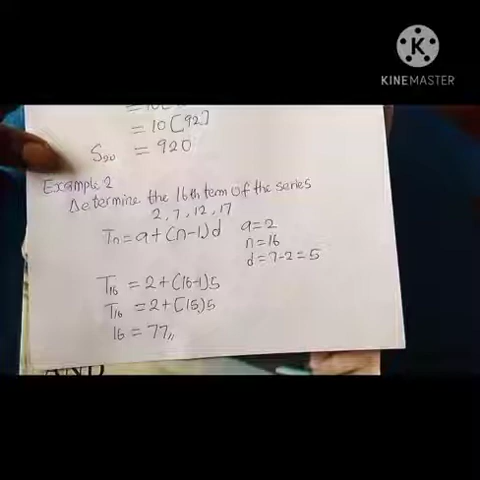 KINEMASTER
= 10 [92]
S20 = 920
Example 2
Determine the 16th term of the series
2, 7, 12, 17
Tn = a + (n-1)d a=2
n=16
d=7-2=5
T16 = 2 + (16-1)5
T16 = 2 + (15)5
16 = 77,,
AND